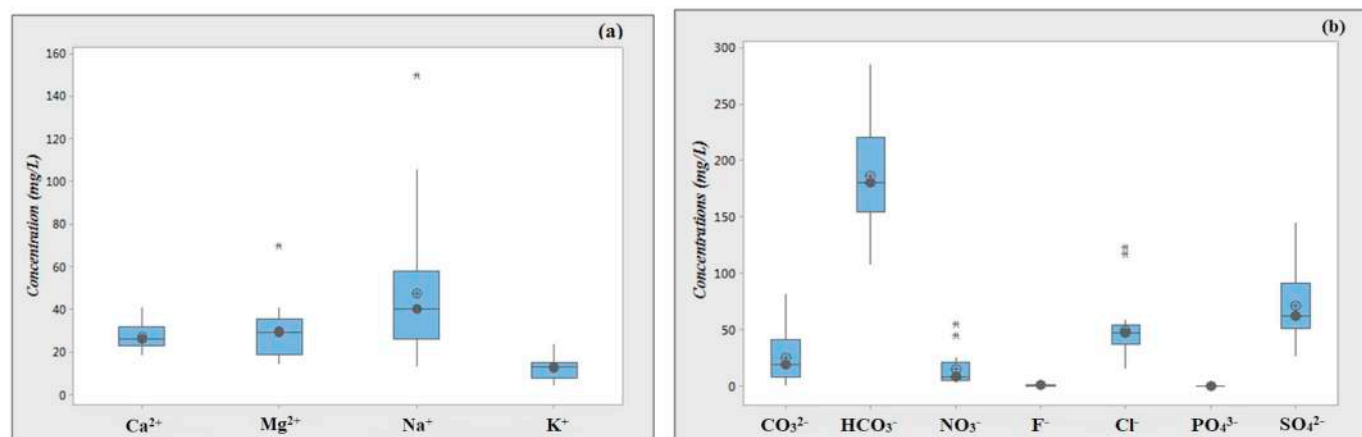 (a)
Concentration (mg/L)
160
140
120
100
80
60
40
20
0
Ca²⁺ Mg²⁺ Na⁺ K⁺
(b)
Concentrations (mg/L)
300
250
200
150
100
50
0
CO₃²⁻ HCO₃⁻ NO₃⁻ F⁻ Cl⁻ PO₄³⁻ SO₄²⁻